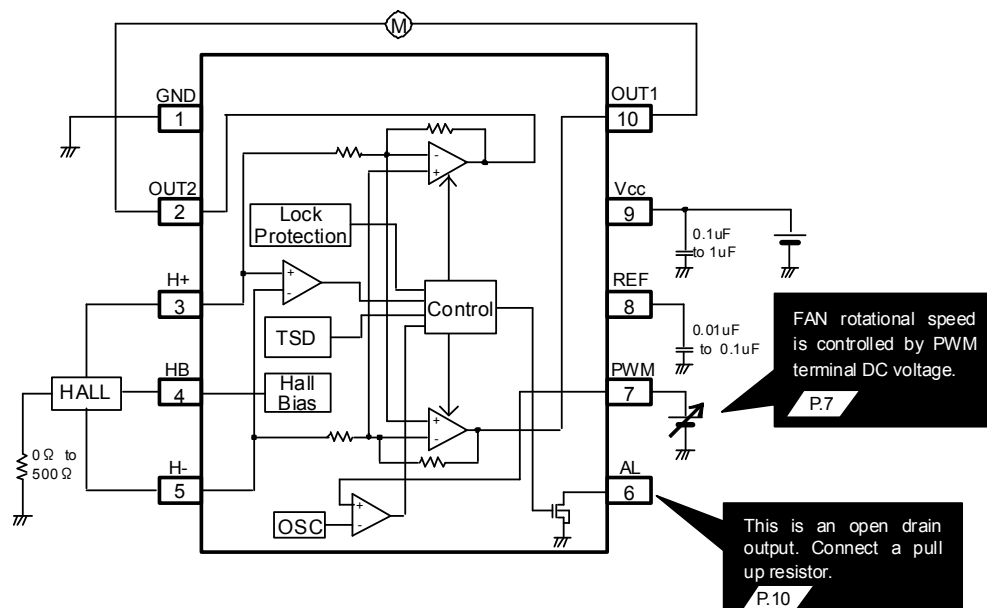 M
GND
1
OUT1
10
OUT2
2
Lock
Protection
Vcc
9
0.1uF
to 1uF
H+
3
+
-
-
+
Control
REF
8
0.01uF
to 0.1uF
FAN rotational speed
is controlled by PWM
terminal DC voltage.
P.7
TSD
HALL
HB
4
Hall
Bias
PWM
7
+
-
0Ω to
500Ω
H-
5
AL
6
OSC
+
-
This is an open drain
output. Connect a pull
up resistor.
P.10